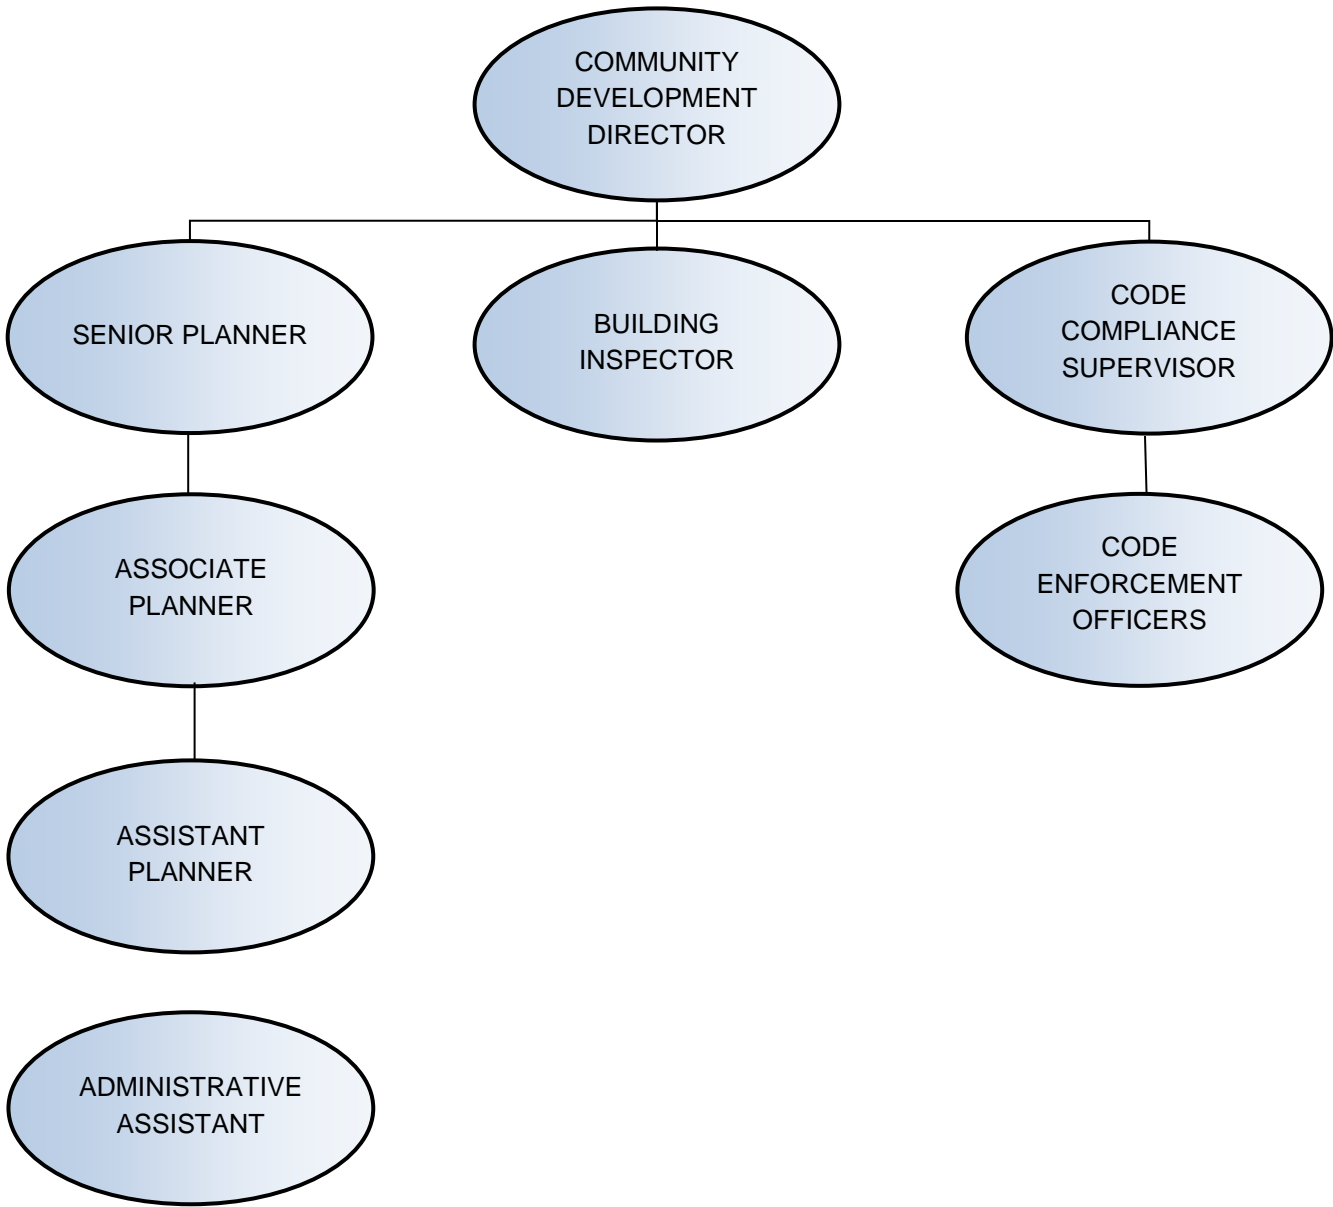 COMMUNITY
DEVELOPMENT
DIRECTOR
SENIOR PLANNER
BUILDING
INSPECTOR
CODE
COMPLIANCE
SUPERVISOR
ASSOCIATE
PLANNER
CODE
ENFORCEMENT
OFFICERS
ASSISTANT
PLANNER
ADMINISTRATIVE
ASSISTANT